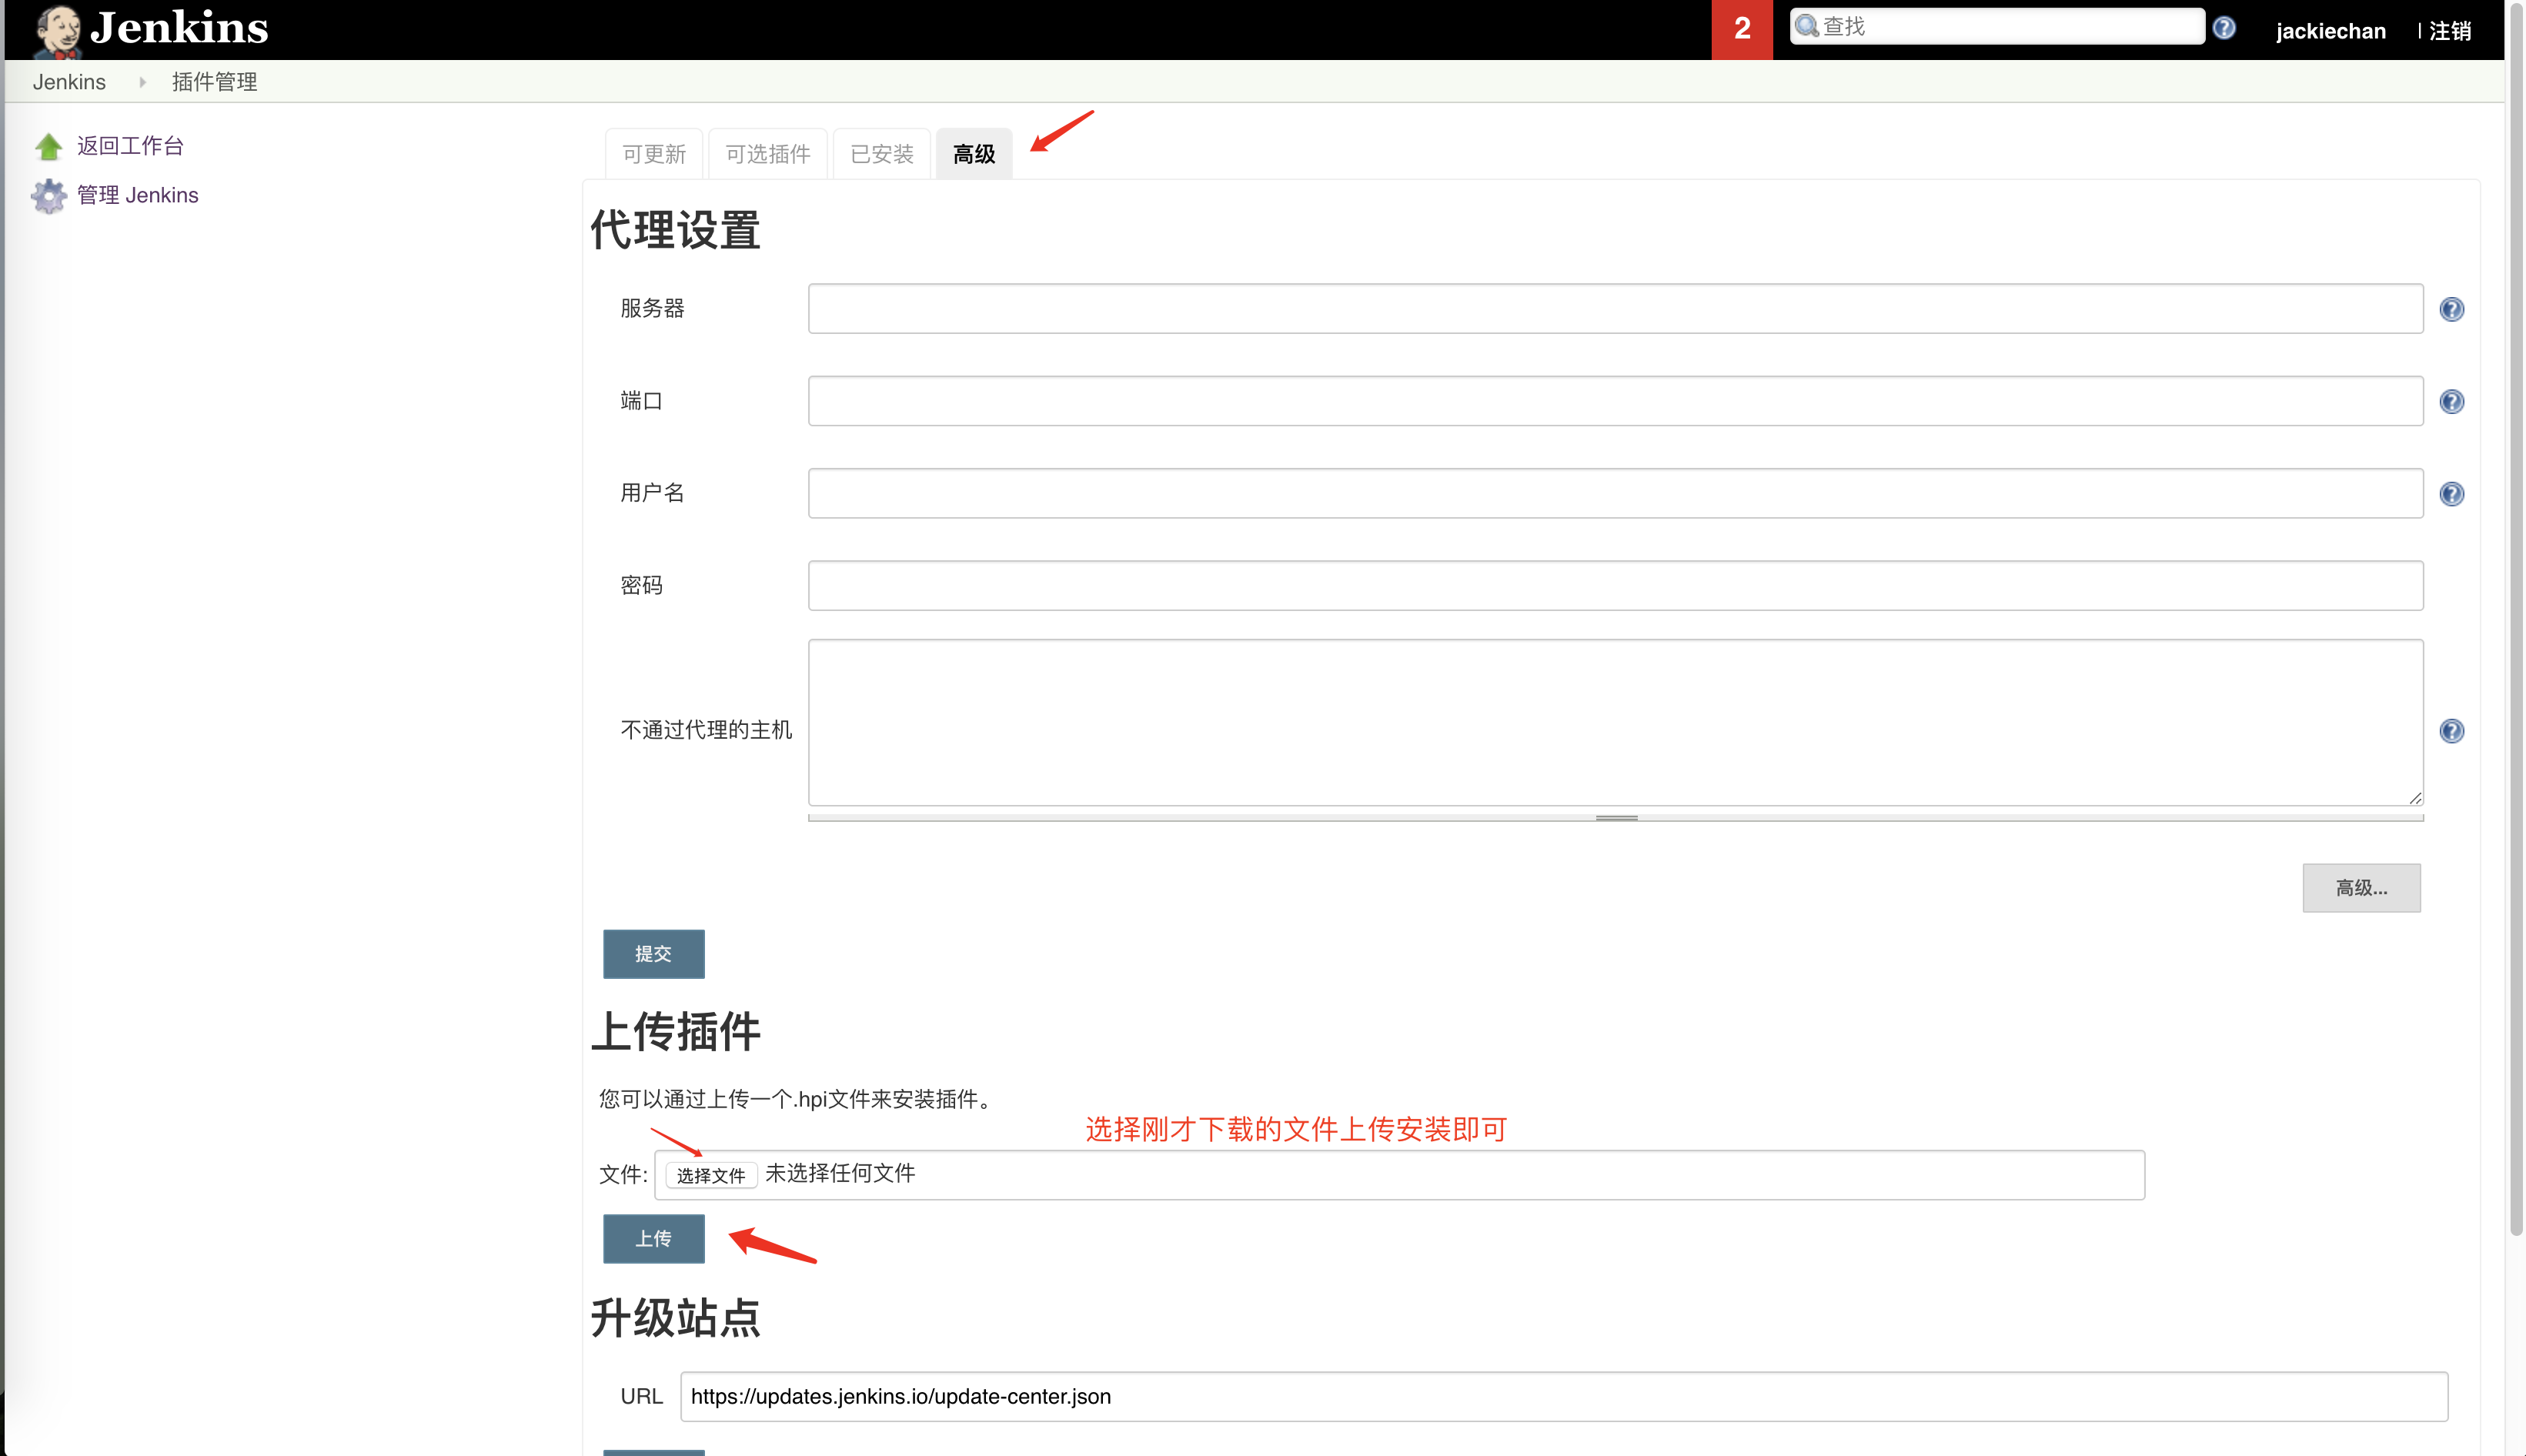 Jenkins
2
查找
jackiechan
注销
Jenkins
插件管理
返回工作台
管理 Jenkins
可更新
可选插件
已安装
高级
代理设置
服务器
端口
用户名
密码
不通过代理的主机
高级...
提交
上传插件
您可以通过上传一个.hpi文件来安装插件。
选择刚才下载的文件上传安装即可
文件: 选择文件 未选择任何文件
上传
升级站点
URL https://updates.jenkins.io/update-center.json